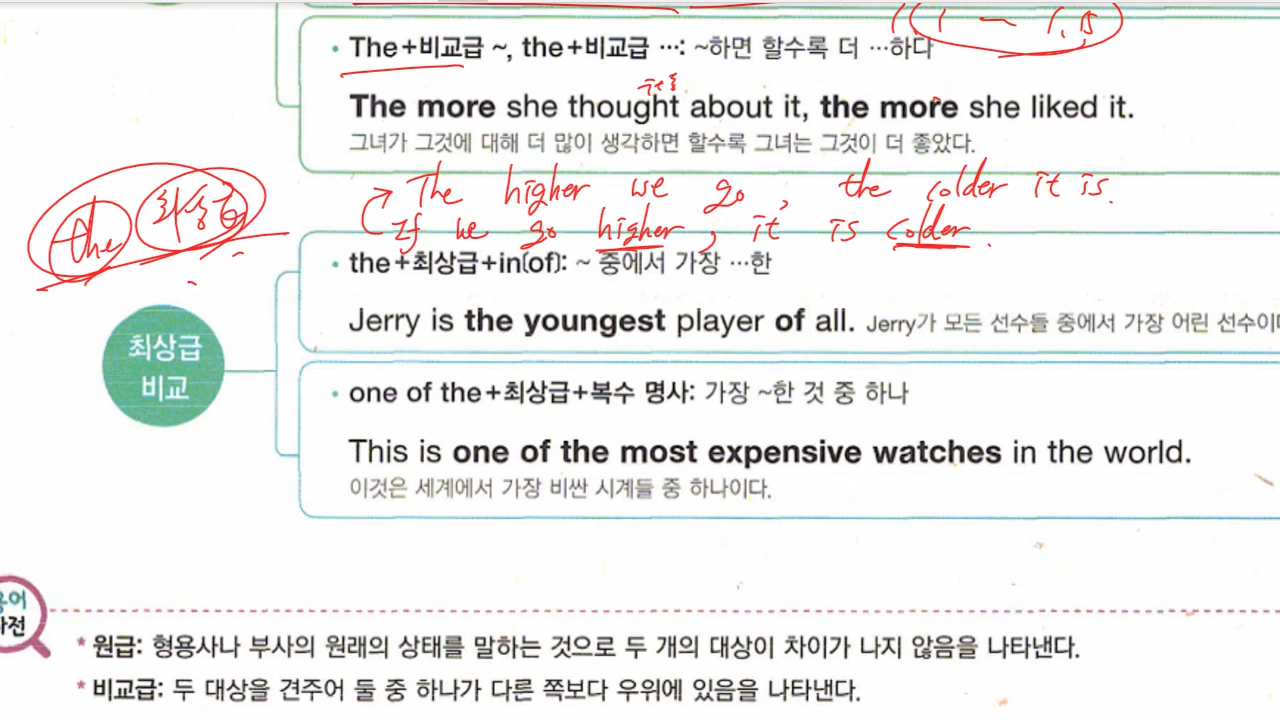 • The+비교급 ~, the+비교급 …: ~하면 할수록 더 …하다
The more she thought about it, the more she liked it.
그녀가 그것에 대해 더 많이 생각하면 할수록 그녀는 그것이 더 좋았다.
The higher we go, the colder it is.
the 최상급
If we go higher, it is colder.
• the+최상급+in(of): ~ 중에서 가장 …한
Jerry is the youngest player of all. Jerry가 모든 선수들 중에서 가장 어린 선수이
최상급
비교
• one of the+최상급+복수 명사: 가장 ~한 것 중 하나
This is one of the most expensive watches in the world.
이것은 세계에서 가장 비싼 시계들 중 하나이다.
* 원급: 형용사나 부사의 원래의 상태를 말하는 것으로 두 개의 대상이 차이가 나지 않음을 나타낸다.
* 비교급: 두 대상을 견주어 둘 중 하나가 다른 쪽보다 우위에 있음을 나타낸다.